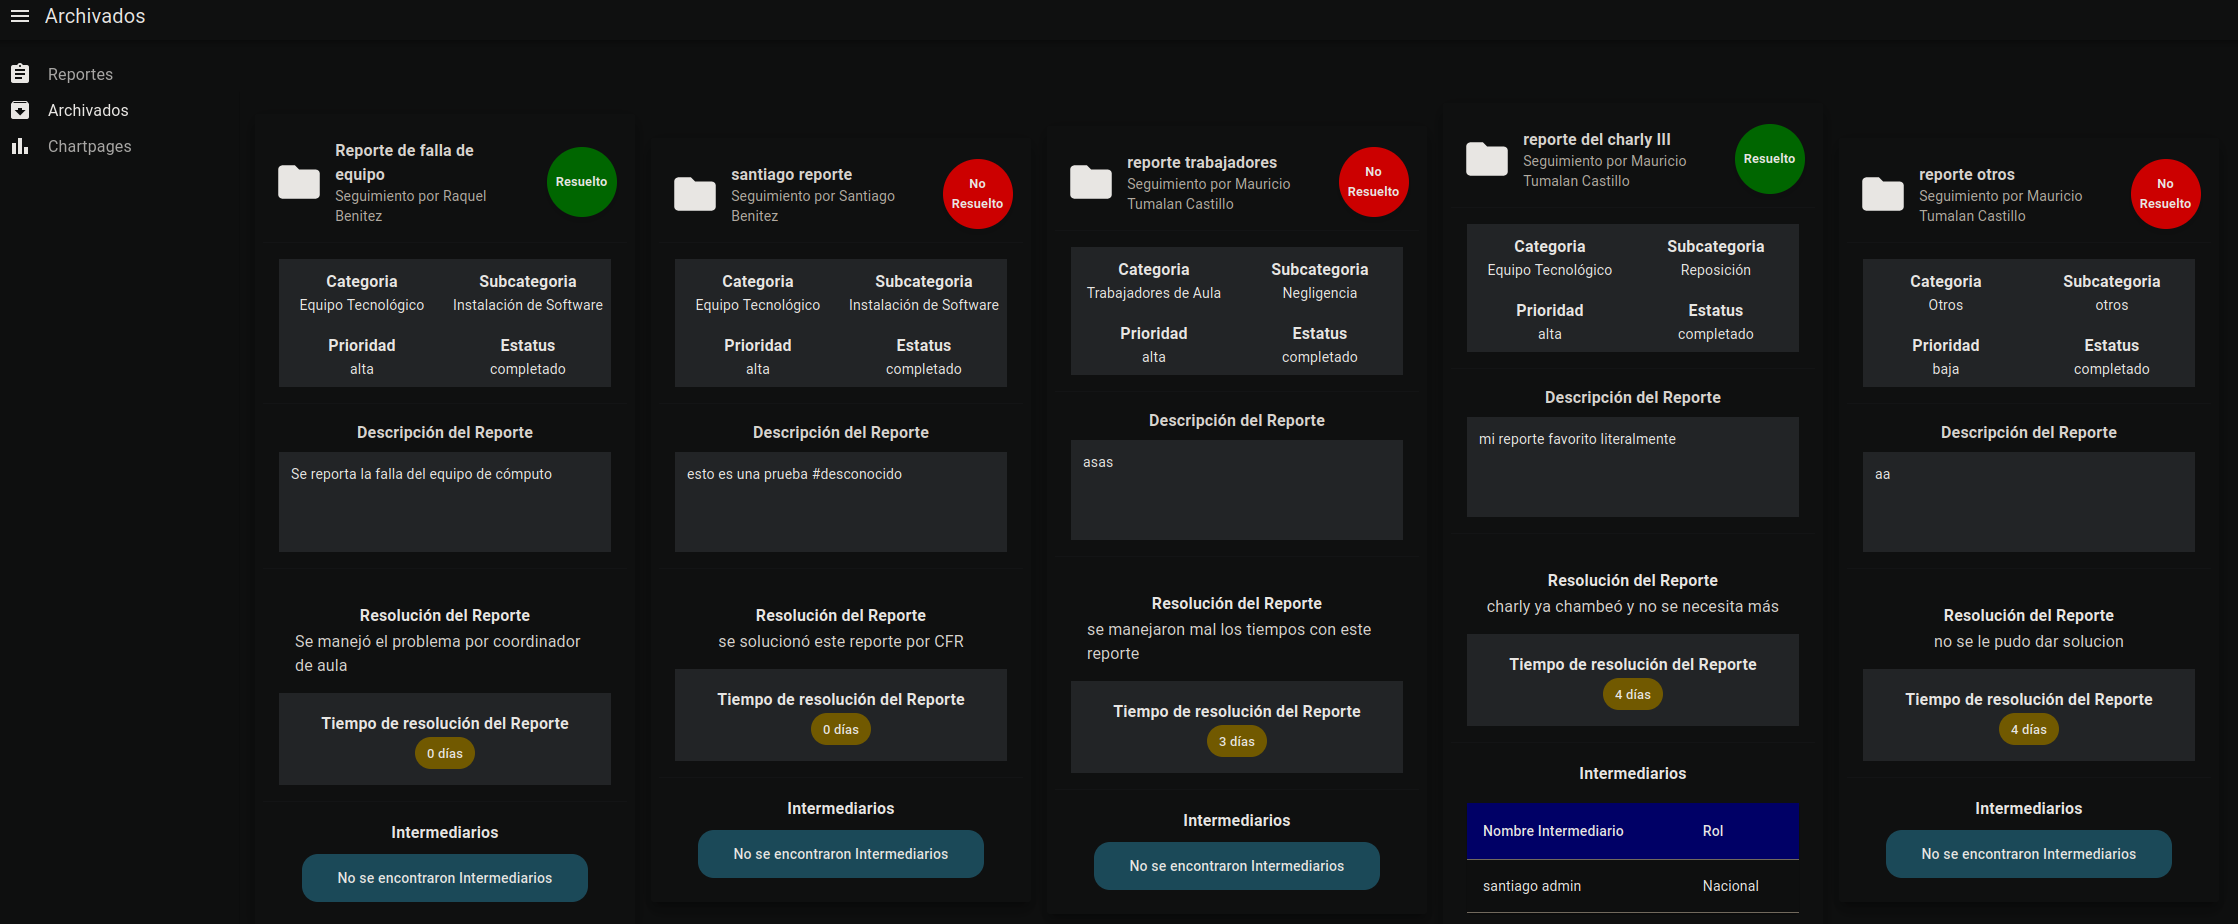 Archivados
Reportes
Archivados
Chartpages
Reporte de falla de
equipo
Seguimiento por Raquel
Benitez
Resuelto
Categoria
Subcategoria
Equipo Tecnológico
Instalación de Software
Prioridad
Estatus
alta
completado
Descripción del Reporte
Se reporta la falla del equipo de cómputo
Resolución del Reporte
Se manejó el problema por coordinador
de aula
Tiempo de resolución del Reporte
0 días
Intermediarios
No se encontraron Intermediarios
santiago reporte
Seguimiento por Santiago
Benitez
No
Resuelto
Categoria
Subcategoria
Equipo Tecnológico
Instalación de Software
Prioridad
Estatus
alta
completado
Descripción del Reporte
esto es una prueba #desconocido
Resolución del Reporte
se solucionó este reporte por CFR
Tiempo de resolución del Reporte
0 días
Intermediarios
No se encontraron Intermediarios
reporte trabajadores
Seguimiento por Mauricio
Tumalan Castillo
No
Resuelto
Categoria
Subcategoria
Trabajadores de Aula
Negligencia
Prioridad
Estatus
alta
completado
Descripción del Reporte
asas
Resolución del Reporte
se manejaron mal los tiempos con este
reporte
Tiempo de resolución del Reporte
3 días
Intermediarios
No se encontraron Intermediarios
reporte del charly III
Seguimiento por Mauricio
Tumalan Castillo
Resuelto
Categoria
Subcategoria
Equipo Tecnológico
Reposición
Prioridad
Estatus
alta
completado
Descripción del Reporte
mi reporte favorito literalmente
Resolución del Reporte
charly ya chambeó y no se necesita más
Tiempo de resolución del Reporte
4 días
Intermediarios
Nombre Intermediario
Rol
santiago admin
Nacional
reporte otros
Seguimiento por Mauricio
Tumalan Castillo
No
Resuelto
Categoria
Subcategoria
Otros
otros
Prioridad
Estatus
baja
completado
Descripción del Reporte
aa
Resolución del Reporte
no se le pudo dar solucion
Tiempo de resolución del Reporte
4 días
Intermediarios
No se encontraron Intermediarios